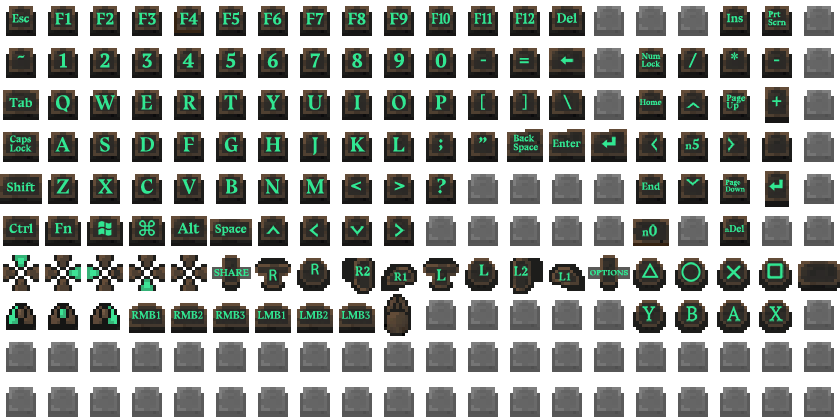 Esc F1 F2 F3 F4 F5 F6 F7 F8 F9 F10 F11 F12 Del Ins Prt Scrn
~ 1 2 3 4 5 6 7 8 9 0 - = ← Num Lock / * -
Tab Q W E R T Y U I O P [ ] \ Home ^ Page Up +
Caps Lock A S D F G H J K L ; ” Back Space Enter ↵ < n5 >
Shift Z X C V B N M < > ? End ˅ Page Down ↵
Ctrl Fn ⌘ Alt Space ^ < ˅ > n0 nDel
SHARE R R R2 R1 L L L2 L1 OPTIONS △ ○ × □
RMB1 RMB2 RMB3 LMB1 LMB2 LMB3 Y B A X